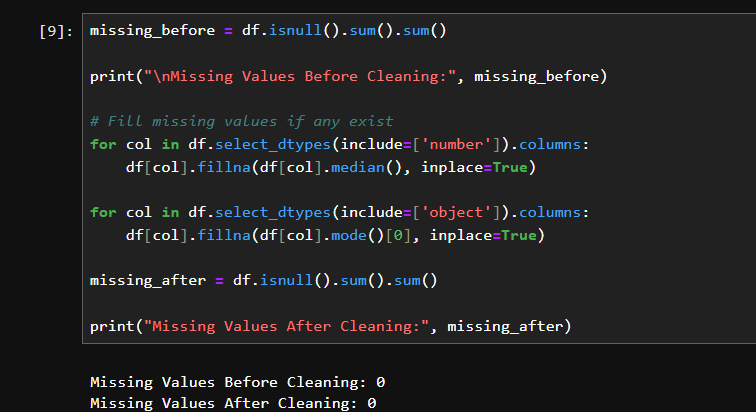 [9]: missing_before = df.isnull().sum().sum()
print("\nMissing Values Before Cleaning:", missing_before)
# Fill missing values if any exist
for col in df.select_dtypes(include=['number']).columns:
    df[col].fillna(df[col].median(), inplace=True)
for col in df.select_dtypes(include=['object']).columns:
    df[col].fillna(df[col].mode()[0], inplace=True)
missing_after = df.isnull().sum().sum()
print("Missing Values After Cleaning:", missing_after)
Missing Values Before Cleaning: 0
Missing Values After Cleaning: 0